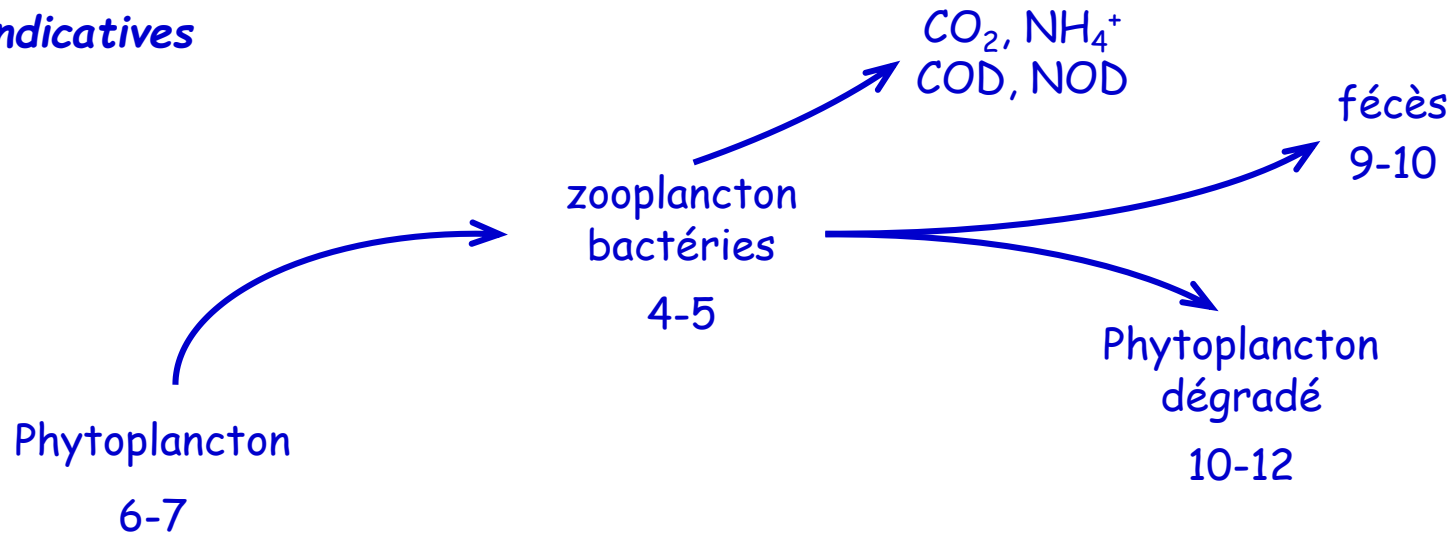 ndicatives
CO₂, NH₄⁺
COD, NOD
fécès
9-10
zooplancton
bactéries
4-5
Phytoplancton
dégradé
10-12
Phytoplancton
6-7